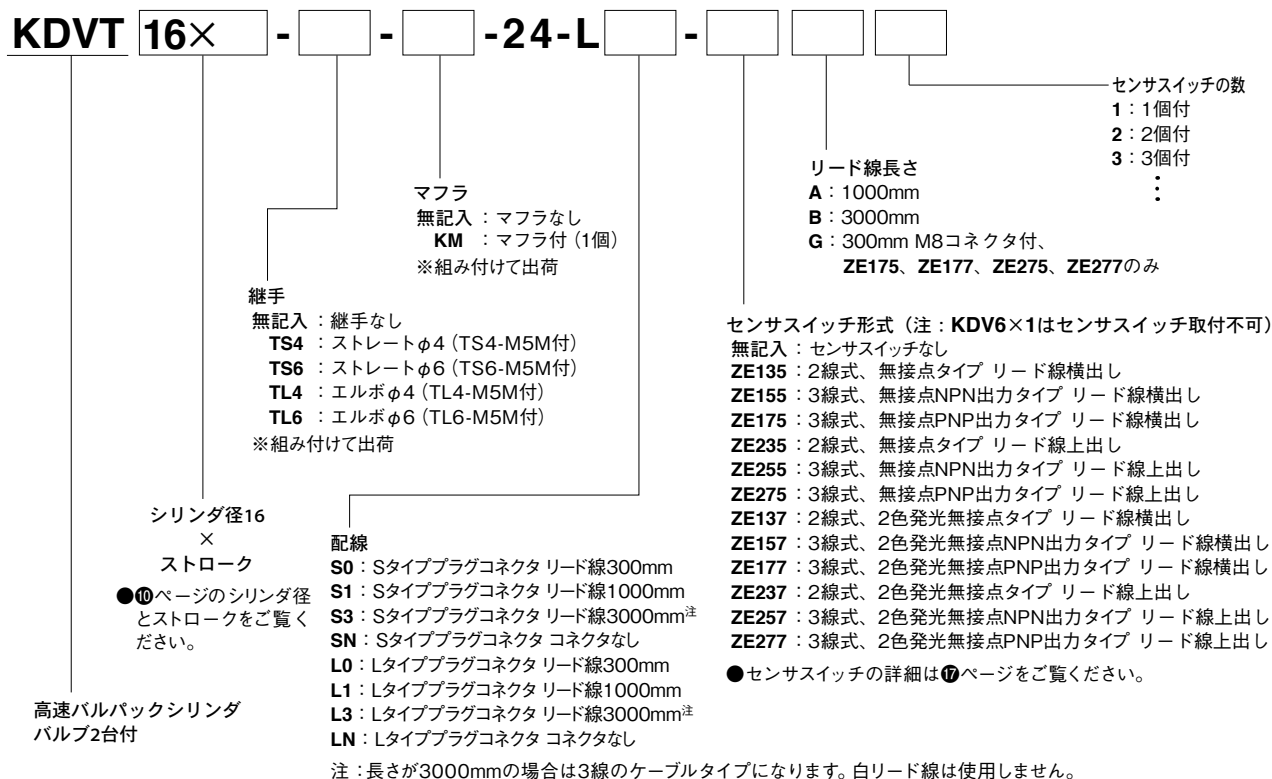 KDVT 16× - - -24-L -
センサスイッチの数
1：1個付
2：2個付
3：3個付
⋮
リード線長さ
A：1000mm
B：3000mm
G：300mm M8コネクタ付、
ZE175、ZE177、ZE275、ZE277のみ
マフラ
無記入：マフラなし
KM：マフラ付（1個）
※組み付けて出荷
継手
無記入：継手なし
TS4：ストレートφ4（TS4-M5M付）
TS6：ストレートφ6（TS6-M5M付）
TL4：エルボφ4（TL4-M5M付）
TL6：エルボφ6（TL6-M5M付）
※組み付けて出荷
センサスイッチ形式（注：KDV6×1はセンサスイッチ取付不可）
無記入：センサスイッチなし
ZE135：2線式、無接点タイプ リード線横出し
ZE155：3線式、無接点NPN出力タイプ リード線横出し
ZE175：3線式、無接点PNP出力タイプ リード線横出し
ZE235：2線式、無接点タイプ リード線上出し
ZE255：3線式、無接点NPN出力タイプ リード線上出し
ZE275：3線式、無接点PNP出力タイプ リード線上出し
ZE137：2線式、2色発光無接点タイプ リード線横出し
ZE157：3線式、2色発光無接点NPN出力タイプ リード線横出し
ZE177：3線式、2色発光無接点PNP出力タイプ リード線横出し
ZE237：2線式、2色発光無接点タイプ リード線上出し
ZE257：3線式、2色発光無接点NPN出力タイプ リード線上出し
ZE277：3線式、2色発光無接点PNP出力タイプ リード線上出し
●センサスイッチの詳細は⓱ページをご覧ください。
シリンダ径16
×
ストローク
●❿ページのシリンダ径
とストロークをご覧く
ださい。
配線
S0：Sタイププラグコネクタ リード線300mm
S1：Sタイププラグコネクタ リード線1000mm
S3：Sタイププラグコネクタ リード線3000mm注
SN：Sタイププラグコネクタ コネクタなし
L0：Lタイププラグコネクタ リード線300mm
L1：Lタイププラグコネクタ リード線1000mm
L3：Lタイププラグコネクタ リード線3000mm注
LN：Lタイププラグコネクタ コネクタなし
注：長さが3000mmの場合は3線のケーブルタイプになります。白リード線は使用しません。
高速バルパックシリンダ
バルブ2台付